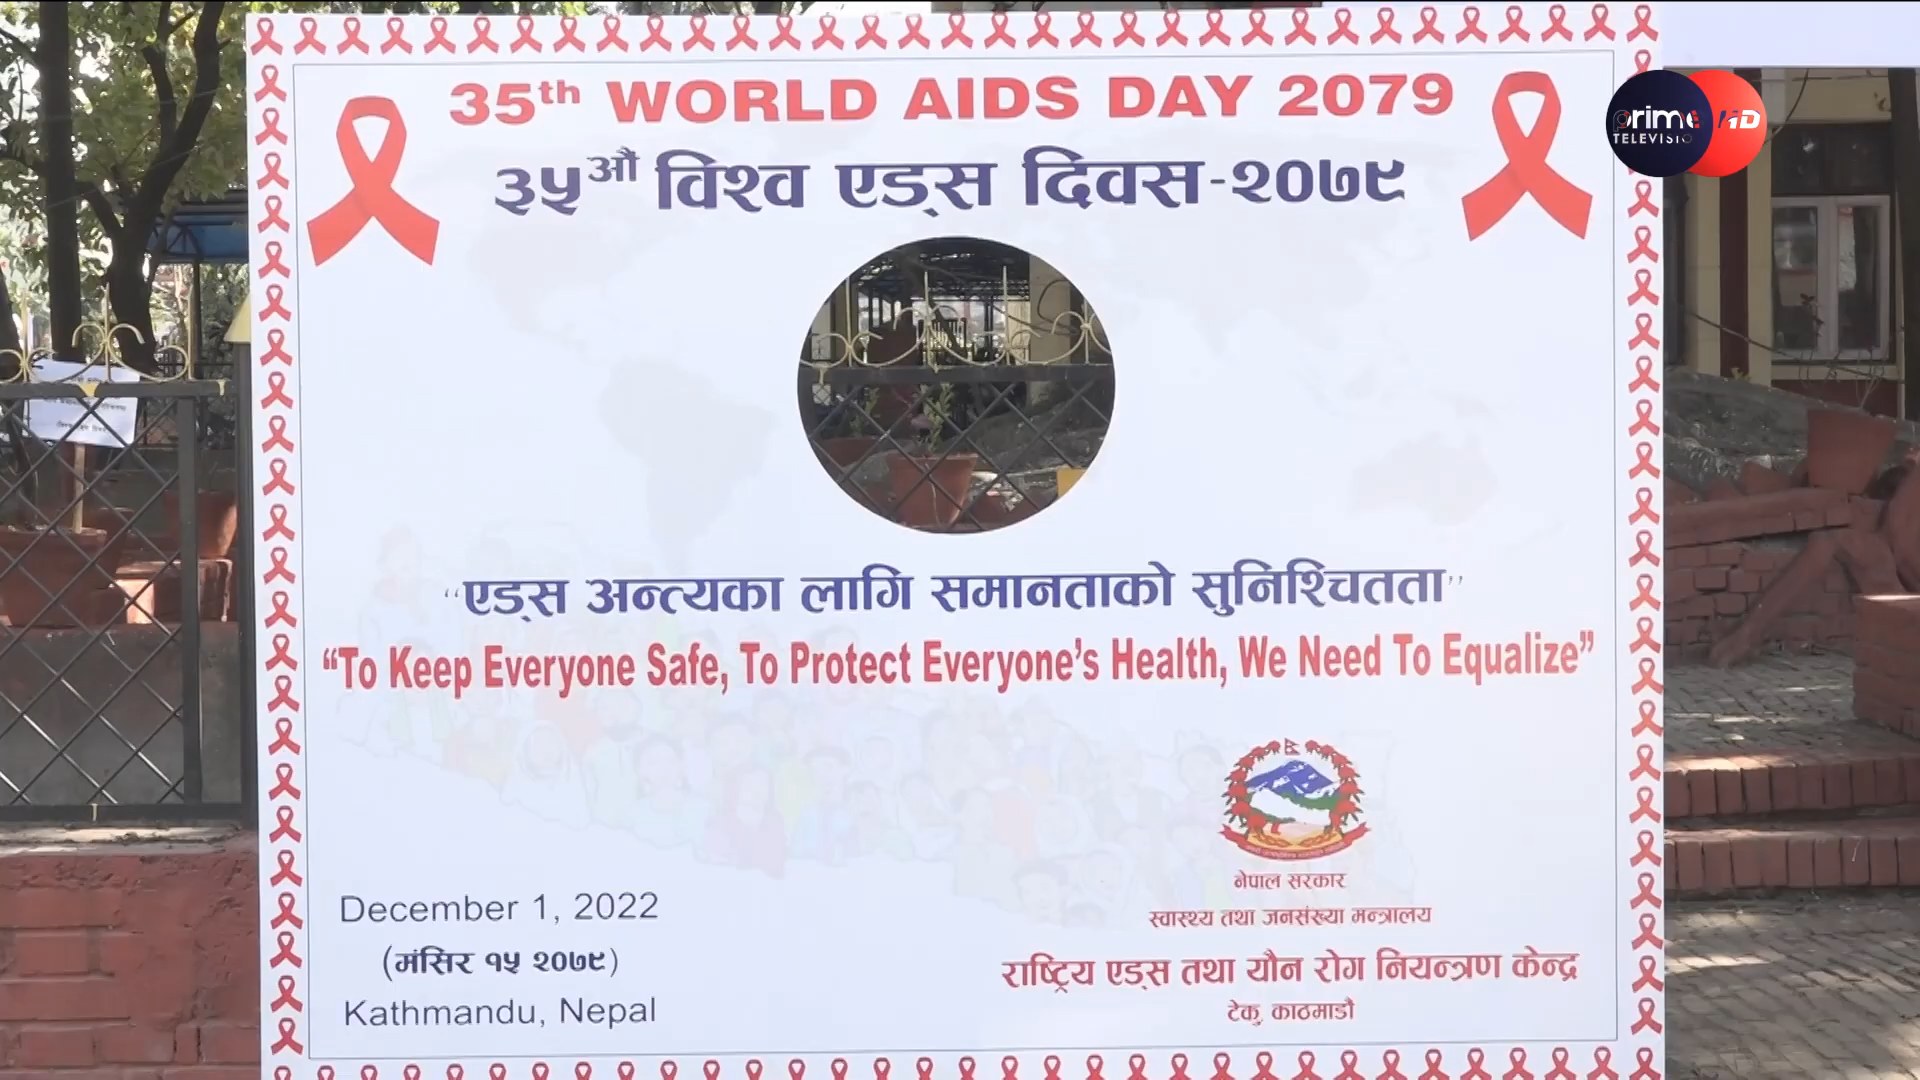 35th WORLD AIDS DAY 2079
prime HD
TELEVISIO
३५औं विश्व एड्स दिवस-२०७९
“एड्स अन्त्यका लागि समानताको सुनिश्चितता”
“To Keep Everyone Safe, To Protect Everyone’s Health, We Need To Equalize”
नेपाल सरकार
स्वास्थ्य तथा जनसंख्या मन्त्रालय
राष्ट्रिय एड्स तथा यौन रोग नियन्त्रण केन्द्र
टेकु, काठमाडौं
December 1, 2022
(मंसिर १५ २०७९)
Kathmandu, Nepal